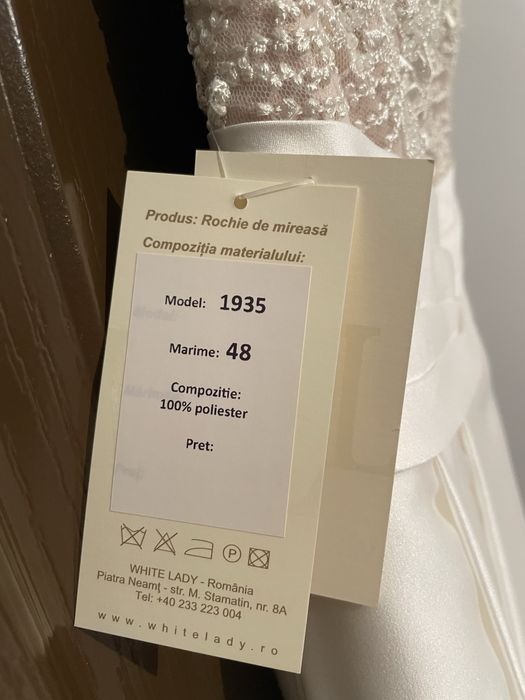 Produs: Rochie de mireasă
Compoziția materialului:
Model: 1935
Marime: 48
Compozitie:
100% poliester
Pret:
P
WHITE LADY - România
Piatra Neamț - str. M. Stamatin, nr. 8A
Tel: +40 233 223 004
www.whitelady.ro